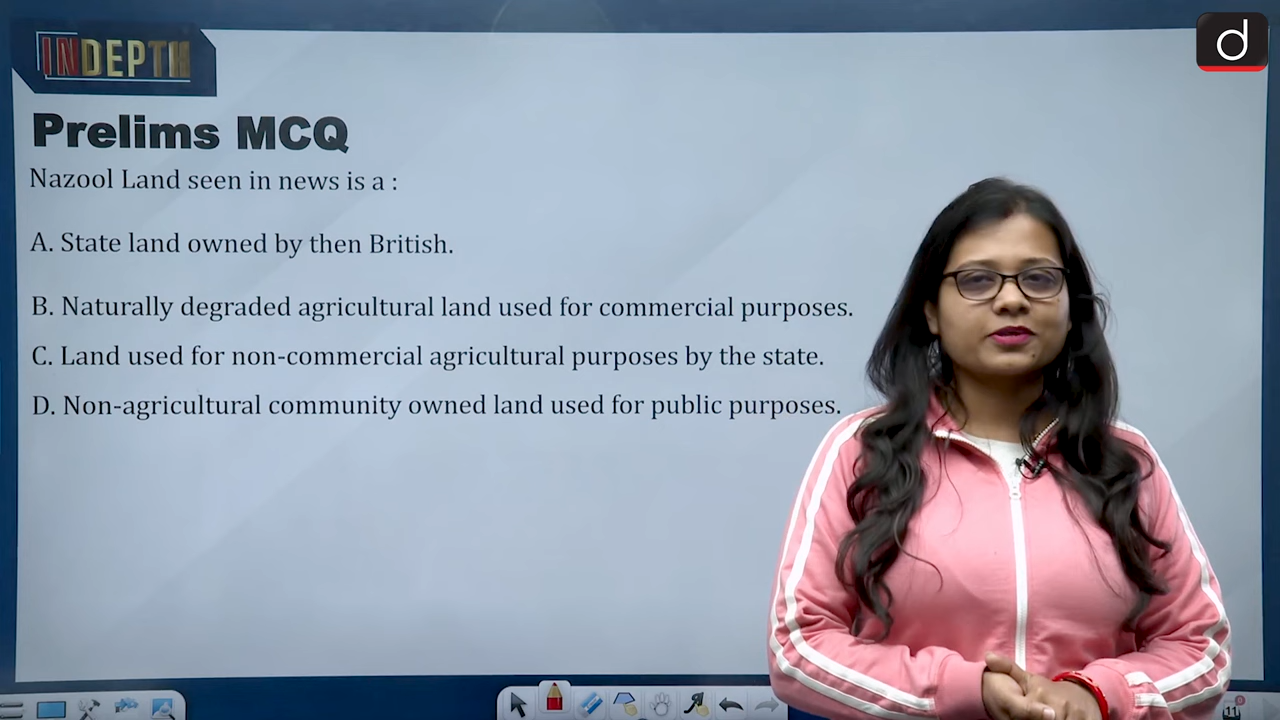 INDEPTH
d
Prelims MCQ
Nazool Land seen in news is a :
A. State land owned by then British.
B. Naturally degraded agricultural land used for commercial purposes.
C. Land used for non-commercial agricultural purposes by the state.
D. Non-agricultural community owned land used for public purposes.
11